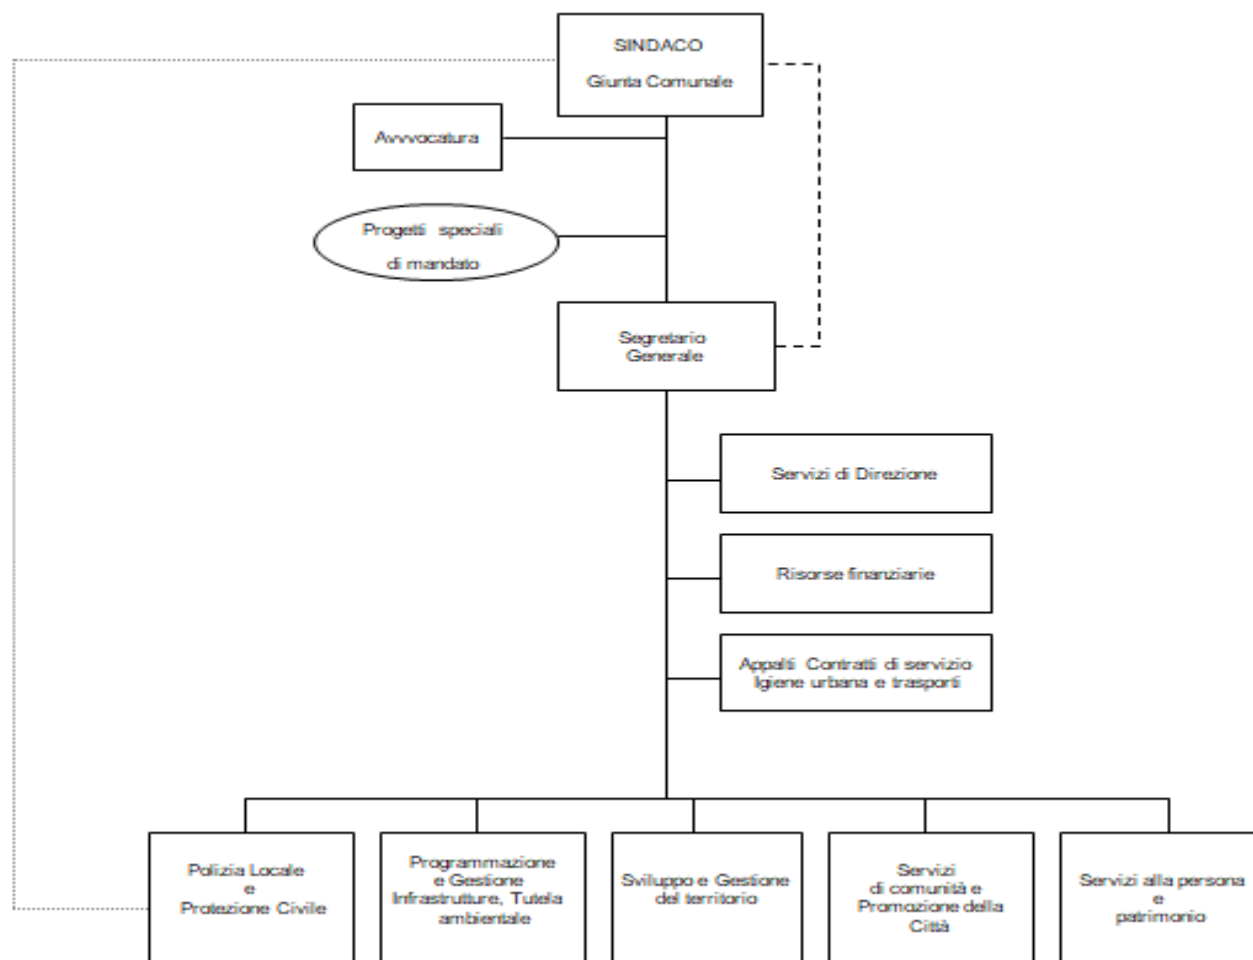 SINDACO
Giunta Comunale
Avvvocatura
Progetti speciali
di mandato
Segretario
Generale
Servizi di Direzione
Risorse finanziarie
Appalti Contratti di servizio
Igiene urbana e trasporti
Polizia Locale
e
Protezione Civile
Programmazione
e Gestione
Infrastrutture, Tutela
ambientale
Sviluppo e Gestione
del territorio
Servizi
di comunità e
Promozione della
Città
Servizi alla persona
e
patrimonio